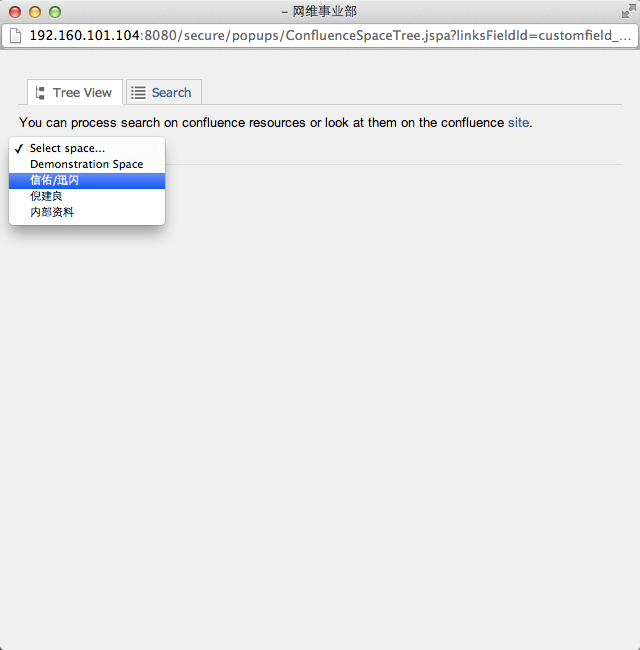 – 网维事业部
192.160.101.104:8080/secure/popups/ConfluenceSpaceTree.jspa?linksFieldId=customfield_...
Tree View Search
You can process search on confluence resources or look at them on the confluence site.
✓ Select space...
Demonstration Space
信佑/迅闪
倪建良
内部资料